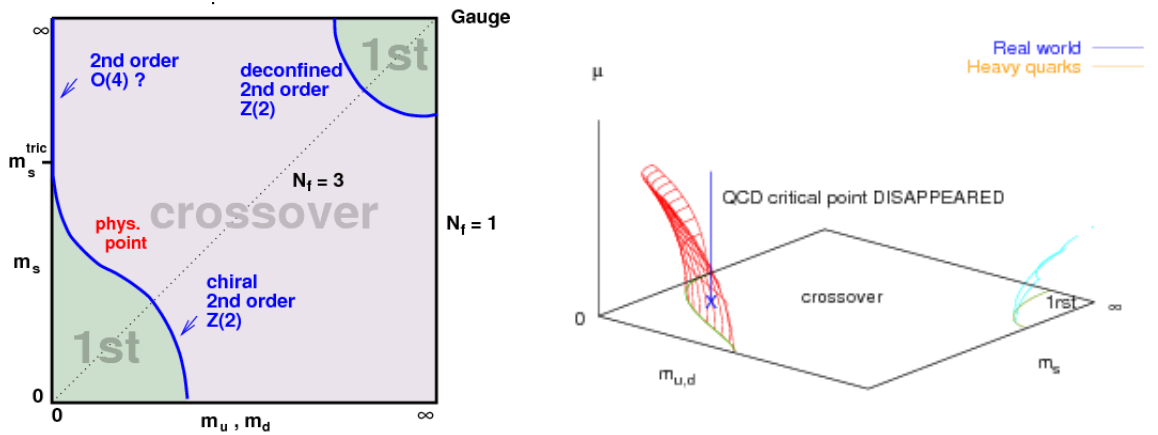 Gauge
∞
1st
2nd order
O(4) ?
deconfined
2nd order
Z(2)
m_s^tric
N_f = 3
crossover
N_f = 1
phys.
point
m_s
chiral
2nd order
Z(2)
1st
0
0
∞
m_u , m_d
Real world
Heavy quarks
μ
QCD critical point DISAPPEARED
crossover
1rst
0
∞
m_u,d
m_s